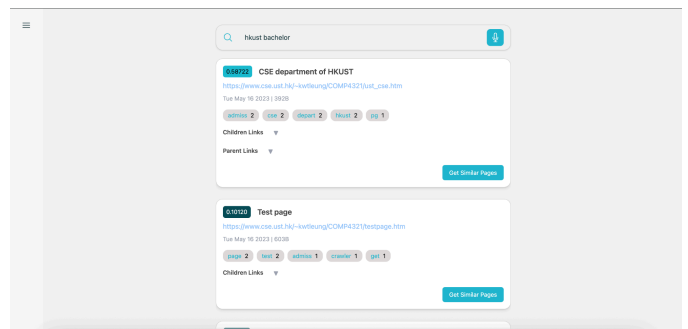 hkust bachelor
0.58722 CSE department of HKUST
https://www.cse.ust.hk/~kwtleung/COMP4321/ust_cse.htm
Tue May 16 2023 | 392B
admiss 2 cse 2 depart 2 hkust 2 pg 1
Children Links ▼
Parent Links ▼
Get Similar Pages
0.10120 Test page
https://www.cse.ust.hk/~kwtleung/COMP4321/testpage.htm
Tue May 16 2023 | 603B
page 2 test 2 admiss 1 crawler 1 get 1
Children Links ▼
Get Similar Pages